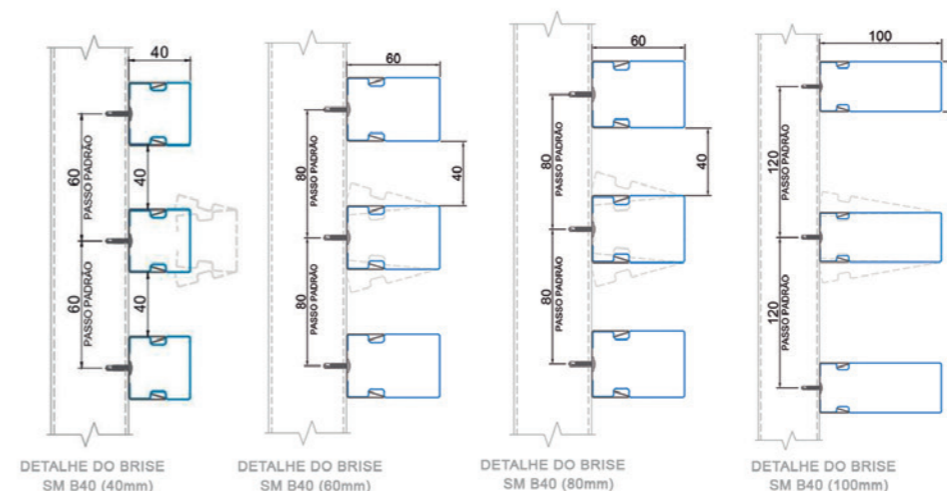 40
60
PASSO PADRÃO
40
60
PASSO PADRÃO
40
DETALHE DO BRISE
SM B40 (40mm)
60
80
PASSO PADRÃO
40
80
PASSO PADRÃO
DETALHE DO BRISE
SM B40 (60mm)
60
80
PASSO PADRÃO
40
80
PASSO PADRÃO
DETALHE DO BRISE
SM B40 (80mm)
100
120
PASSO PADRÃO
120
PASSO PADRÃO
DETALHE DO BRISE
SM B40 (100mm)